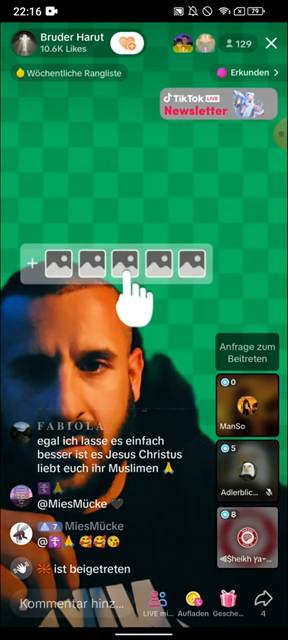 22:16
79
Bruder Harut
10.6K Likes
129
Wöchentliche Rangliste
Erkunden >
TikTok LIVE
Newsletter
Anfrage zum
Beitreten
0
ManSo
5
Adlerblic...
8
FABIOLA
egal ich lasse es einfach
besser ist es Jesus Christus
liebt euch ihr Muslimen 🙏
✝️🙏
@MiesMücke 🖤
7 MiesMücke
@✝️🙏 🥰🥰😘
ist beigetreten
Kommentar hinz...
LIVE mi...
Aufladen
Gesche...
4